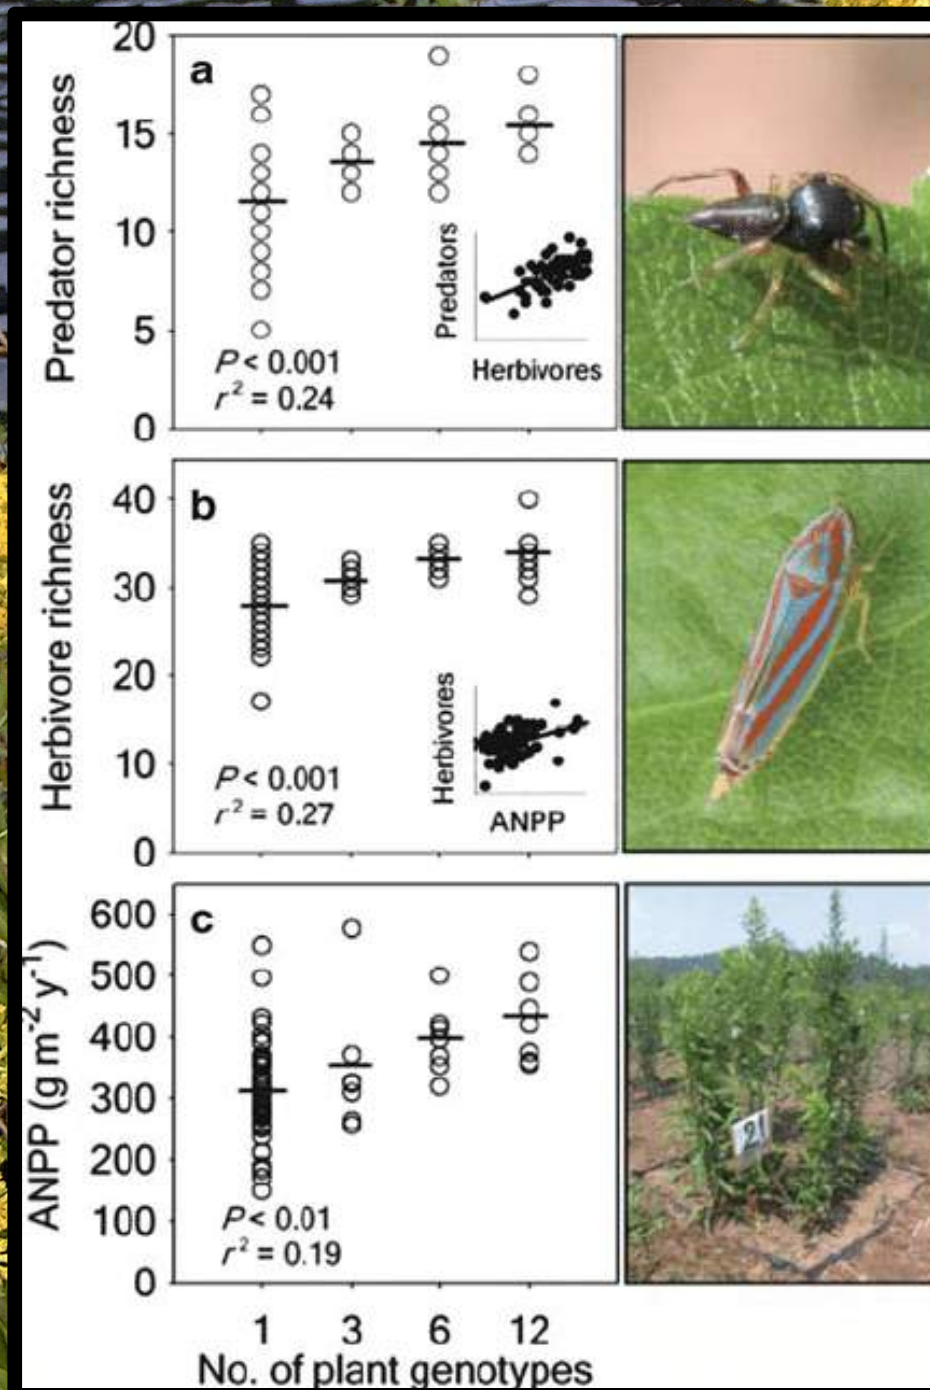 20
15
10
5
0
Predator richness
a
P < 0.001
r² = 0.24
Predators
Herbivores
40
30
20
10
0
Herbivore richness
b
P < 0.001
r² = 0.27
Herbivores
ANPP
600
500
400
300
200
100
0
ANPP (g m⁻² y⁻¹)
c
P < 0.01
r² = 0.19
21
1 3 6 12
No. of plant genotypes